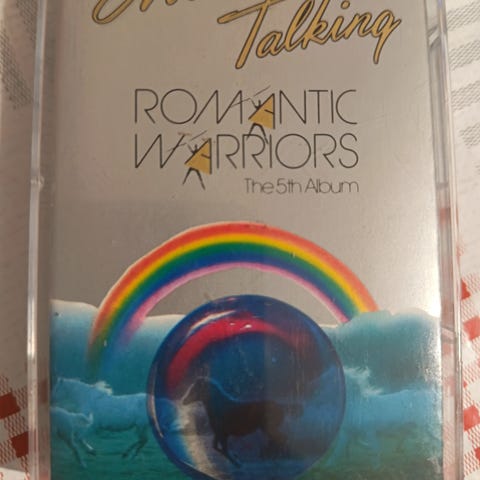 Talking
ROMANTIC
WARRIORS
The 5th Album